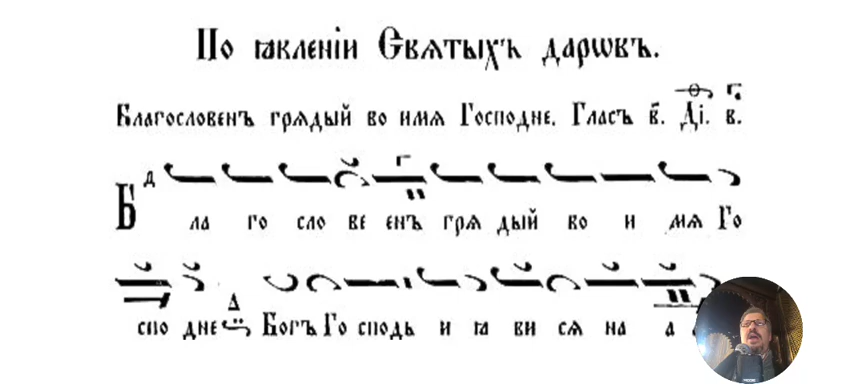 По ꙗвленіи Свѧтыхъ даровъ.
Благословенъ грѧдый во имѧ Господне. Гласъ в҃. Ді. в.
Б д ла го сло ве енъ грѧ дый во и мѧ Го
спо дне Богъ Го сподь и ꙗ ви сѧ на а